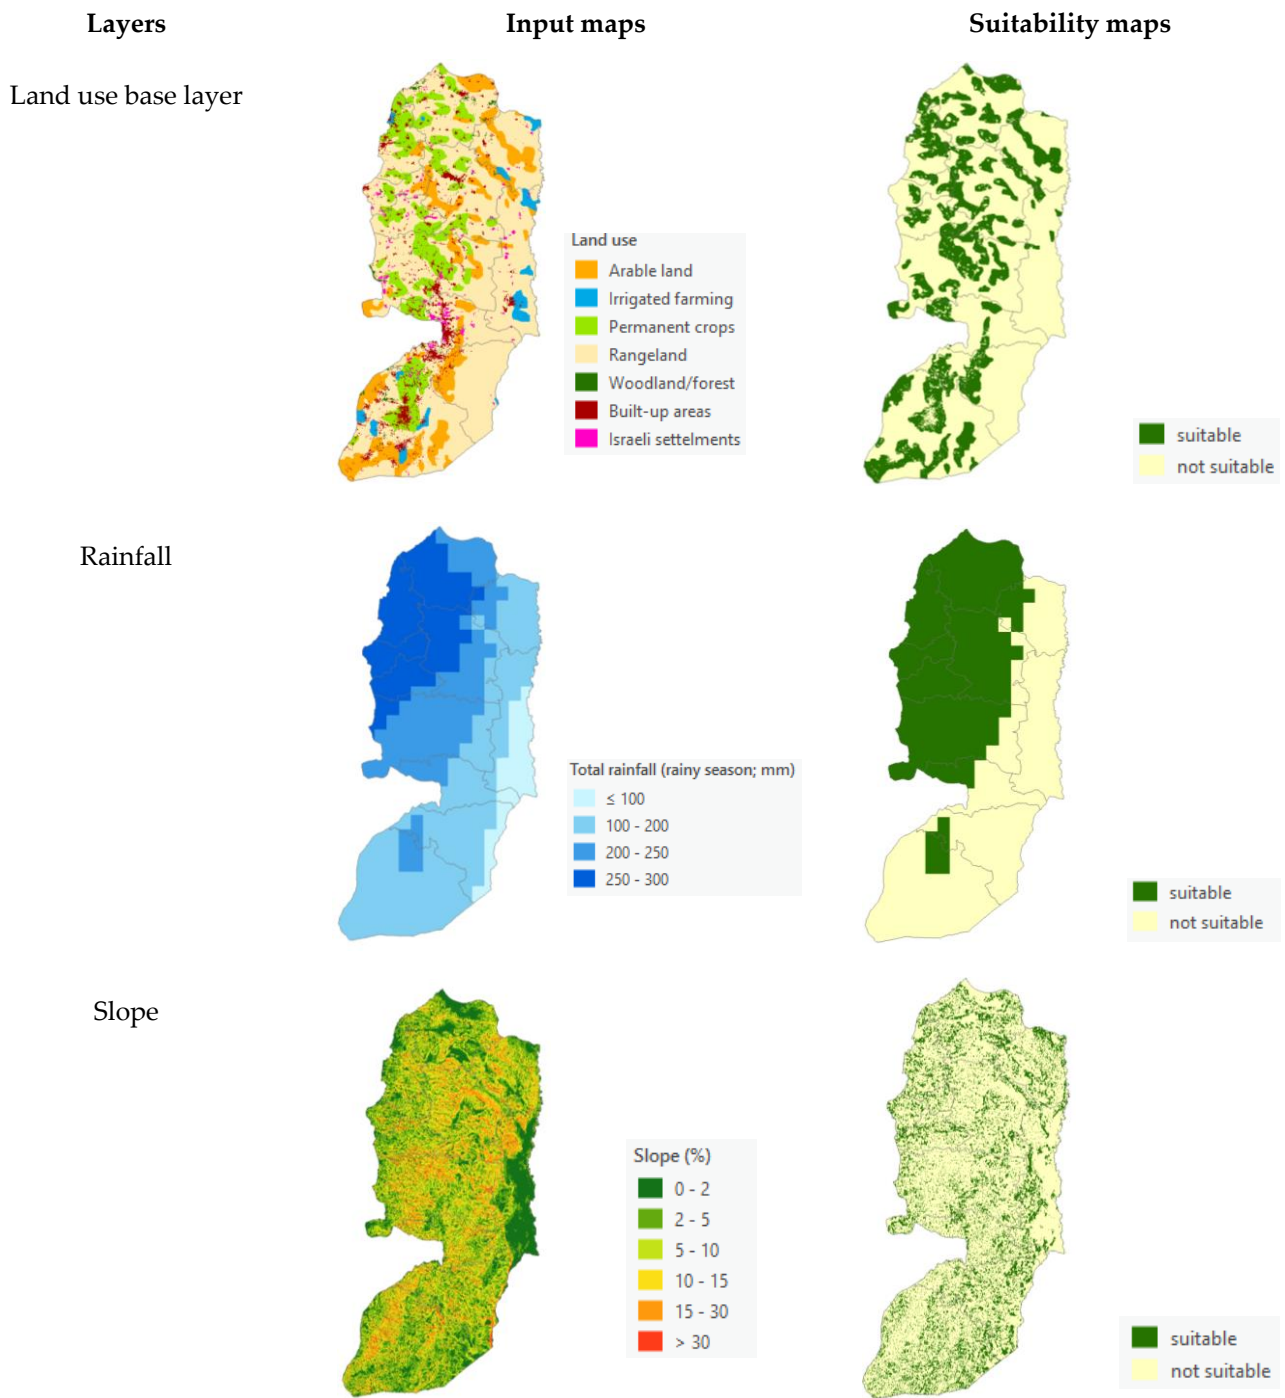 Layers
Input maps
Suitability maps
Land use base layer
Land use
Arable land
Irrigated farming
Permanent crops
Rangeland
Woodland/forest
Built-up areas
Israeli settelments
suitable
not suitable
Rainfall
Total rainfall (rainy season; mm)
≤ 100
100 - 200
200 - 250
250 - 300
suitable
not suitable
Slope
Slope (%)
0 - 2
2 - 5
5 - 10
10 - 15
15 - 30
> 30
suitable
not suitable